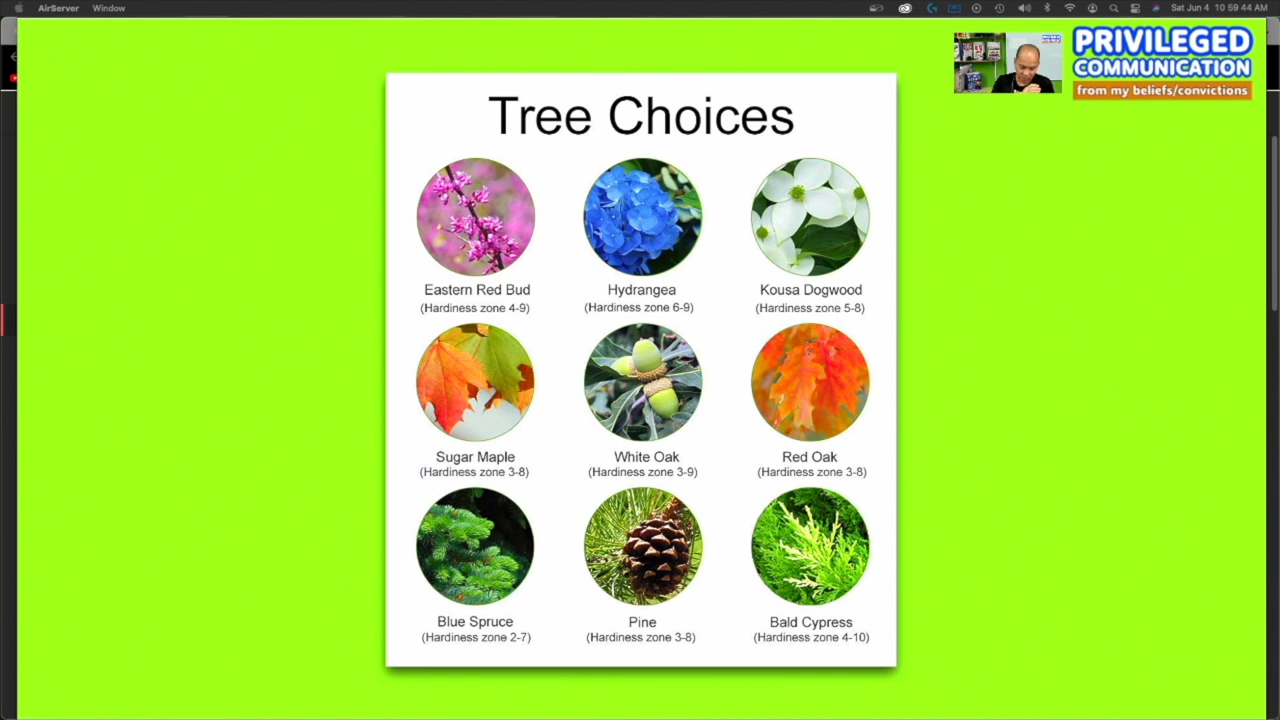 AirServer Window
Sat Jun 4 10 59 44 AM
PRIVILEGED
COMMUNICATION
from my beliefs/convictions
Tree Choices
Eastern Red Bud
(Hardiness zone 4-9)
Hydrangea
(Hardiness zone 6-9)
Kousa Dogwood
(Hardiness zone 5-8)
Sugar Maple
(Hardiness zone 3-8)
White Oak
(Hardiness zone 3-9)
Red Oak
(Hardiness zone 3-8)
Blue Spruce
(Hardiness zone 2-7)
Pine
(Hardiness zone 3-8)
Bald Cypress
(Hardiness zone 4-10)